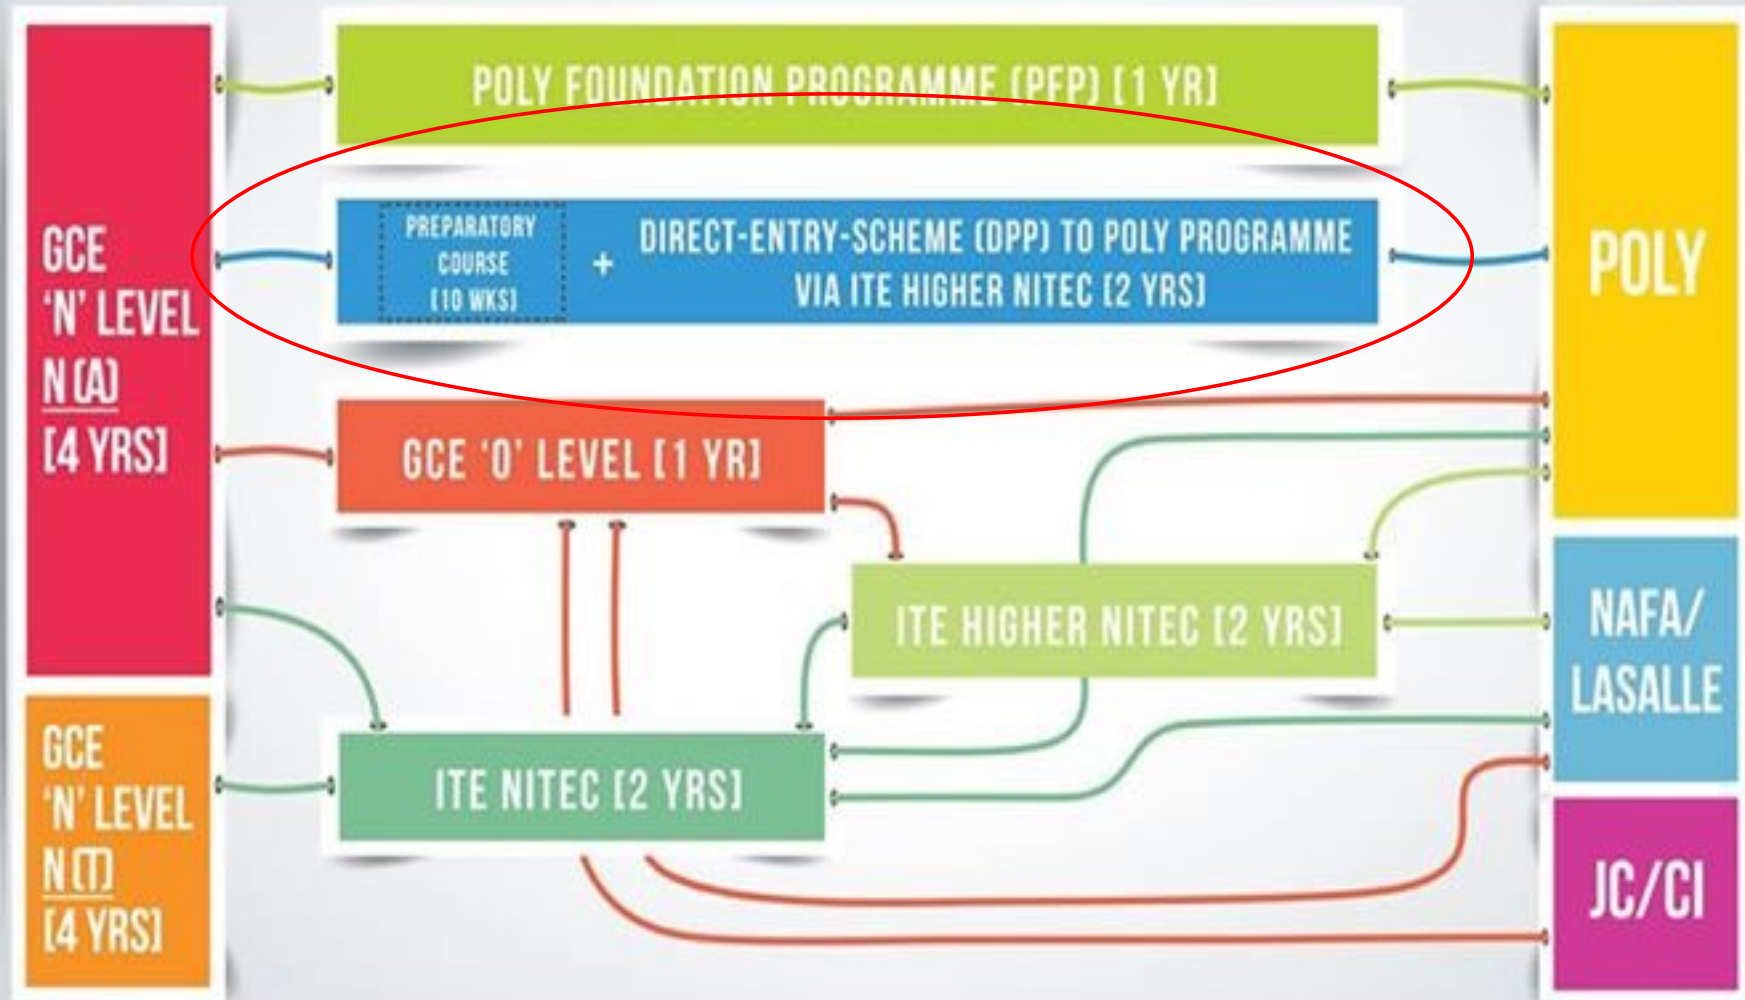 GCE
‘N’ LEVEL
N (A)
[4 YRS]
GCE
‘N’ LEVEL
N (T)
[4 YRS]
POLY FOUNDATION PROGRAMME (PFP) [1 YR]
PREPARATORY
COURSE
[10 WKS]
+
DIRECT-ENTRY-SCHEME (DPP) TO POLY PROGRAMME
VIA ITE HIGHER NITEC [2 YRS]
GCE ‘O’ LEVEL [1 YR]
ITE HIGHER NITEC [2 YRS]
ITE NITEC [2 YRS]
POLY
NAFA/
LASALLE
JC/CI